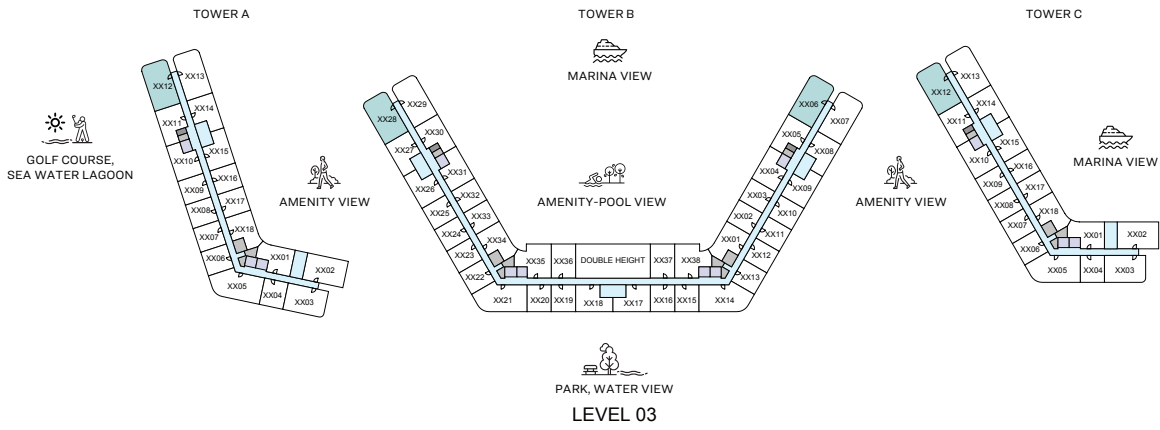 TOWER A
TOWER B
TOWER C
MARINA VIEW
GOLF COURSE,
SEA WATER LAGOON
AMENITY VIEW
AMENITY-POOL VIEW
AMENITY VIEW
MARINA VIEW
XX12
XX13
XX11
XX14
XX10
XX15
XX09
XX16
XX08
XX17
XX07
XX18
XX06
XX01
XX02
XX05
XX04
XX03
XX28
XX29
XX27
XX30
XX26
XX31
XX25
XX32
XX24
XX33
XX23
XX34
XX22
XX35
XX36
DOUBLE HEIGHT
XX37
XX38
XX21
XX20
XX19
XX18
XX17
XX16
XX15
XX14
XX06
XX07
XX05
XX08
XX04
XX09
XX03
XX10
XX02
XX11
XX01
XX12
XX13
XX12
XX13
XX11
XX14
XX10
XX15
XX09
XX16
XX08
XX17
XX07
XX18
XX06
XX01
XX02
XX05
XX04
XX03
PARK, WATER VIEW
LEVEL 03